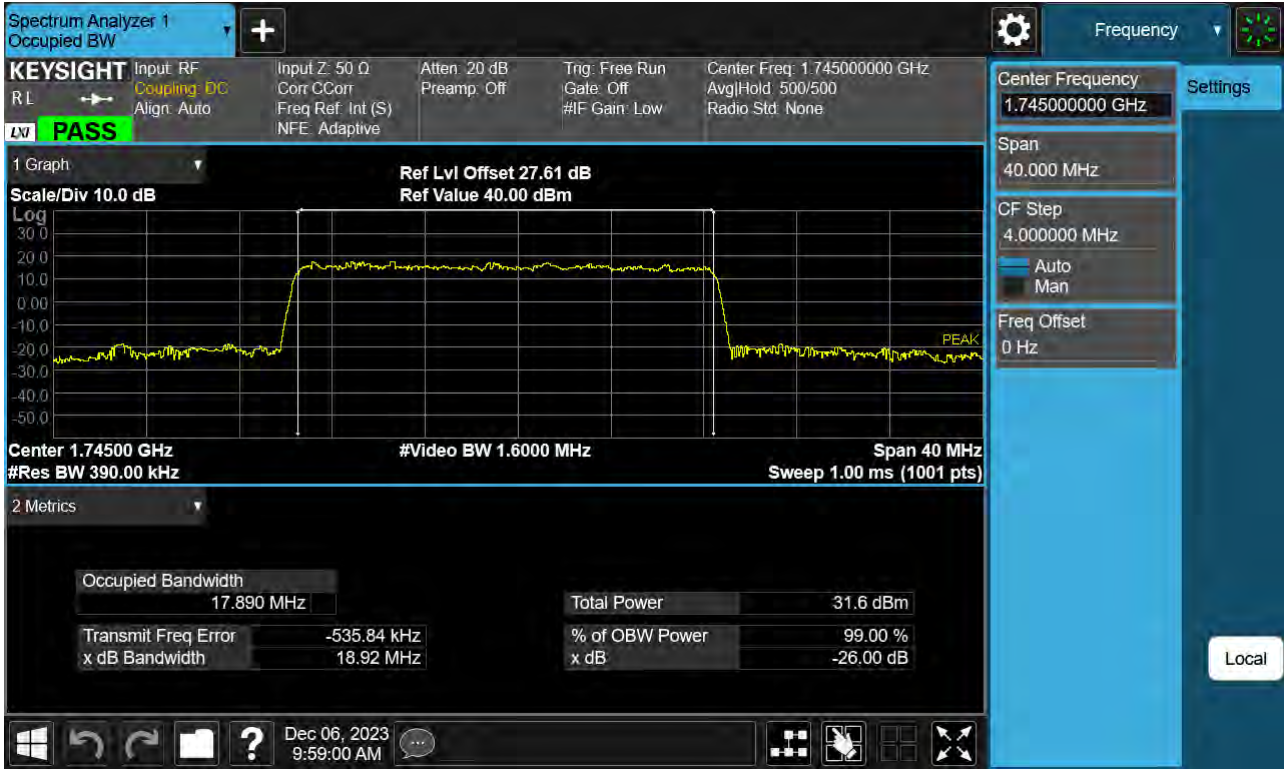 Spectrum Analyzer 1
Occupied BW
+
Frequency
KEYSIGHT
RL
LXI PASS
Input: RF
Coupling: DC
Align: Auto
Input Z: 50 Ω
Corr CCorr
Freq Ref: Int (S)
NFE: Adaptive
Atten: 20 dB
Preamp: Off
Trig: Free Run
Gate: Off
#IF Gain: Low
Center Freq: 1.745000000 GHz
Avg|Hold: 500/500
Radio Std: None
1 Graph
Scale/Div 10.0 dB
Ref Lvl Offset 27.61 dB
Ref Value 40.00 dBm
Log
30.0
20.0
10.0
0.00
-10.0
-20.0
-30.0
-40.0
-50.0
PEAK
Center 1.74500 GHz
#Video BW 1.6000 MHz
Span 40 MHz
#Res BW 390.00 kHz
Sweep 1.00 ms (1001 pts)
2 Metrics
Occupied Bandwidth
17.890 MHz
Total Power 31.6 dBm
Transmit Freq Error -535.84 kHz
% of OBW Power 99.00 %
x dB Bandwidth 18.92 MHz
x dB -26.00 dB
Center Frequency
1.745000000 GHz
Span
40.000 MHz
CF Step
4.000000 MHz
Auto
Man
Freq Offset
0 Hz
Settings
Local
?
Dec 06, 2023
9:59:00 AM